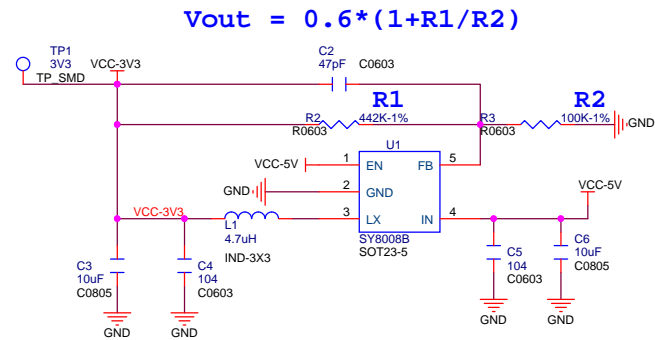 Vout = 0.6*(1+R1/R2)
TP1
3V3
TP_SMD
VCC-3V3
C2
47pF
C0603
R1
R2
R2
442K-1%
R0603
R3
100K-1%
R0603
GND
U1
VCC-5V
1
EN
FB
5
GND
2
GND
VCC-5V
VCC-3V3
3
LX
IN
4
L1
4.7uH
IND-3X3
SY8008B
SOT23-5
C3
10uF
C0805
C4
104
C0603
C5
104
C0603
C6
10uF
C0805
GND
GND
GND
GND